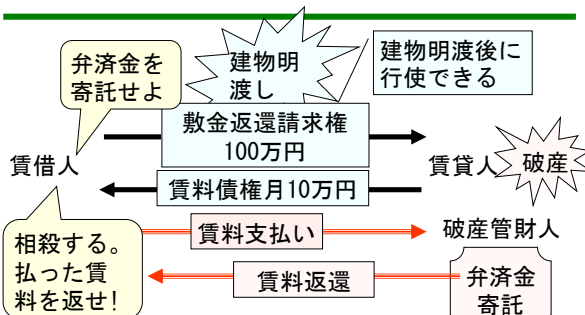 弁済金を
寄託せよ
建物明
渡し
建物明渡後に
行使できる
敷金返還請求権
100万円
賃借人
賃貸人
破産
賃料債権月10万円
相殺する。
払った賃
料を返せ!
賃料支払い
破産管財人
賃料返還
弁済金
寄託